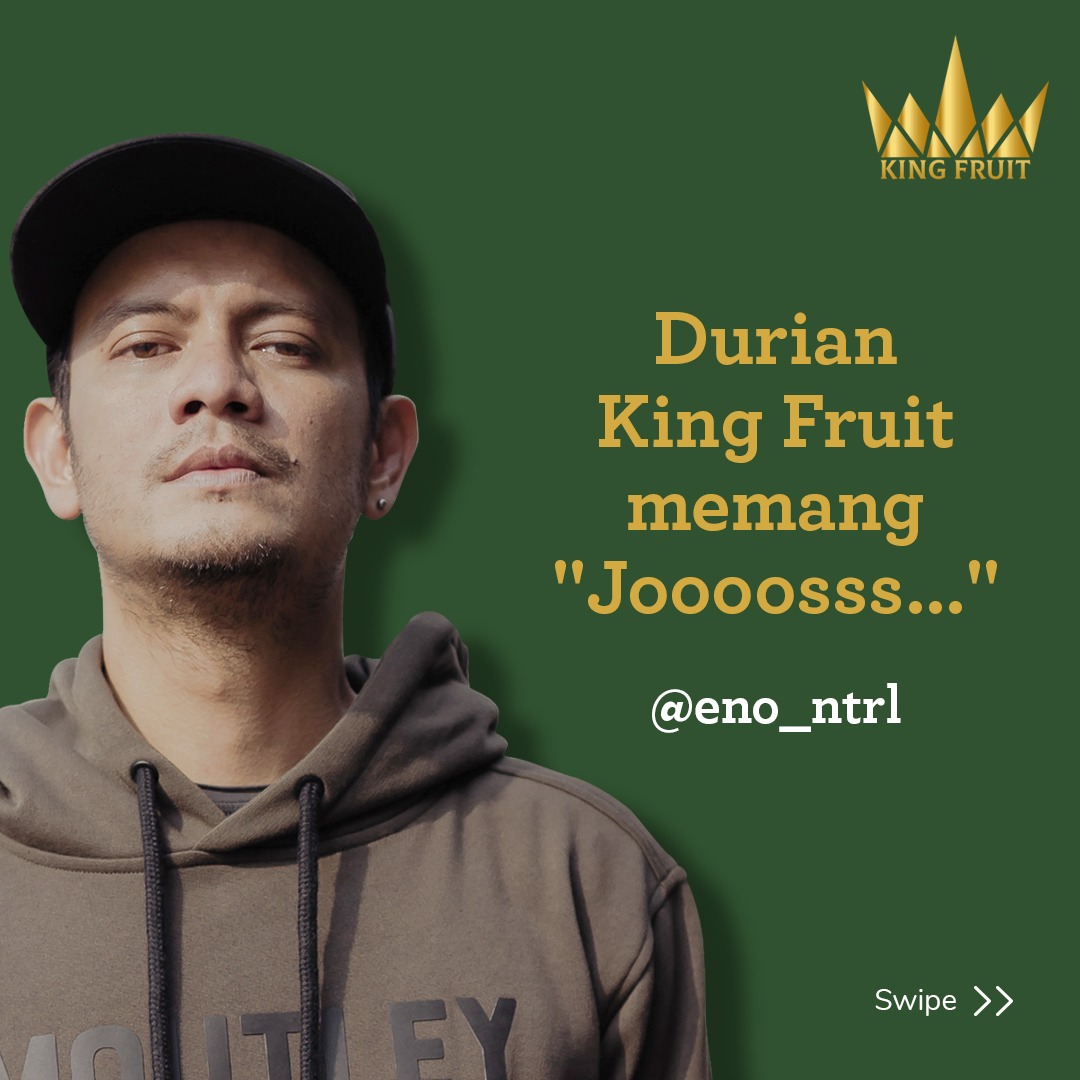 KING FRUIT
Durian
King Fruit
memang
"Joooosss..."
@eno_ntrl
Swipe